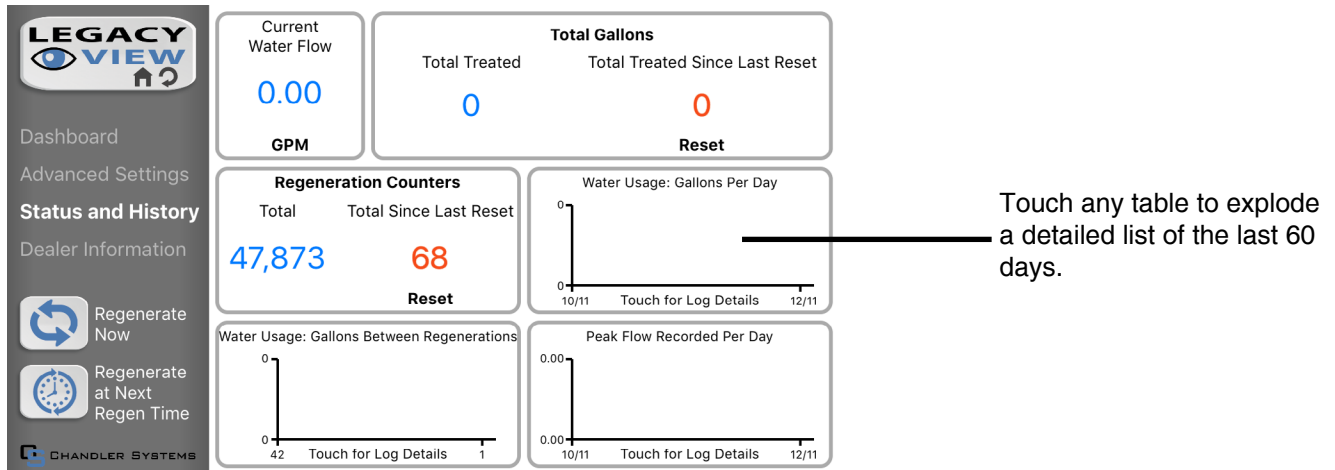 LEGACY
VIEW
Dashboard
Advanced Settings
Status and History
Dealer Information
Regenerate
Now
Regenerate
at Next
Regen Time
CS CHANDLER SYSTEMS
Current
Water Flow
0.00
GPM
Total Gallons
Total Treated Total Treated Since Last Reset
0 0
Reset
Regeneration Counters
Total Total Since Last Reset
47,873 68
Reset
Water Usage: Gallons Per Day
0
0
10/11 Touch for Log Details 12/11
Water Usage: Gallons Between Regenerations
0
0
42 Touch for Log Details 1
Peak Flow Recorded Per Day
0.00
0.00
10/11 Touch for Log Details 12/11
Touch any table to explode
a detailed list of the last 60
days.